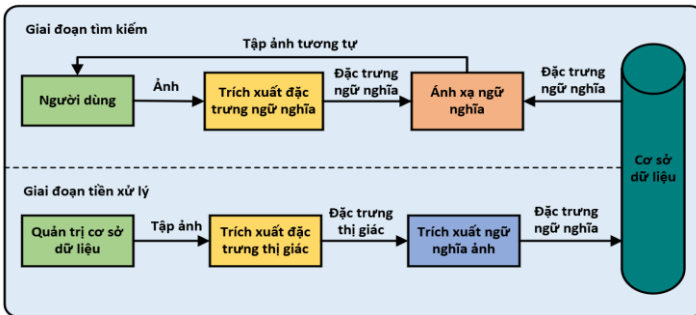 Giai đoạn tìm kiếm
Tập ảnh tương tự
Người dùng
Ảnh
Trích xuất đặc
trưng ngữ nghĩa
Đặc trưng
ngữ nghĩa
Ánh xạ ngữ
nghĩa
Đặc trưng
ngữ nghĩa
Cơ sở
dữ liệu
Giai đoạn tiền xử lý
Quản trị cơ sở
dữ liệu
Tập ảnh
Trích xuất đặc
trưng thị giác
Đặc trưng
thị giác
Trích xuất ngữ
nghĩa ảnh
Đặc trưng
ngữ nghĩa